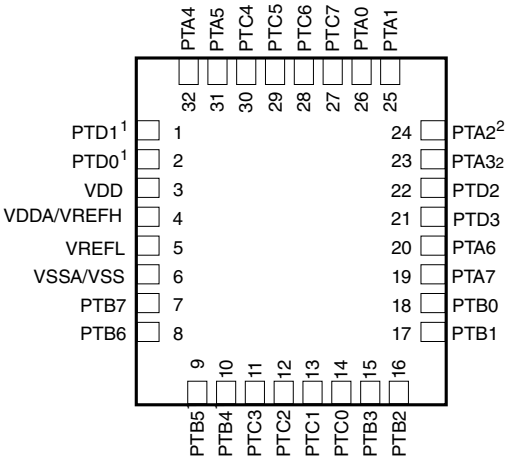 PTA4 PTA5 PTC4 PTC5 PTC6 PTC7 PTA0 PTA1
32 31 30 29 28 27 26 25
PTD1¹ 1 24 PTA2²
PTD0¹ 2 23 PTA3₂
VDD 3 22 PTD2
VDDA/VREFH 4 21 PTD3
VREFL 5 20 PTA6
VSSA/VSS 6 19 PTA7
PTB7 7 18 PTB0
PTB6 8 17 PTB1
9 10 11 12 13 14 15 16
PTB5 PTB4 PTC3 PTC2 PTC1 PTC0 PTB3 PTB2